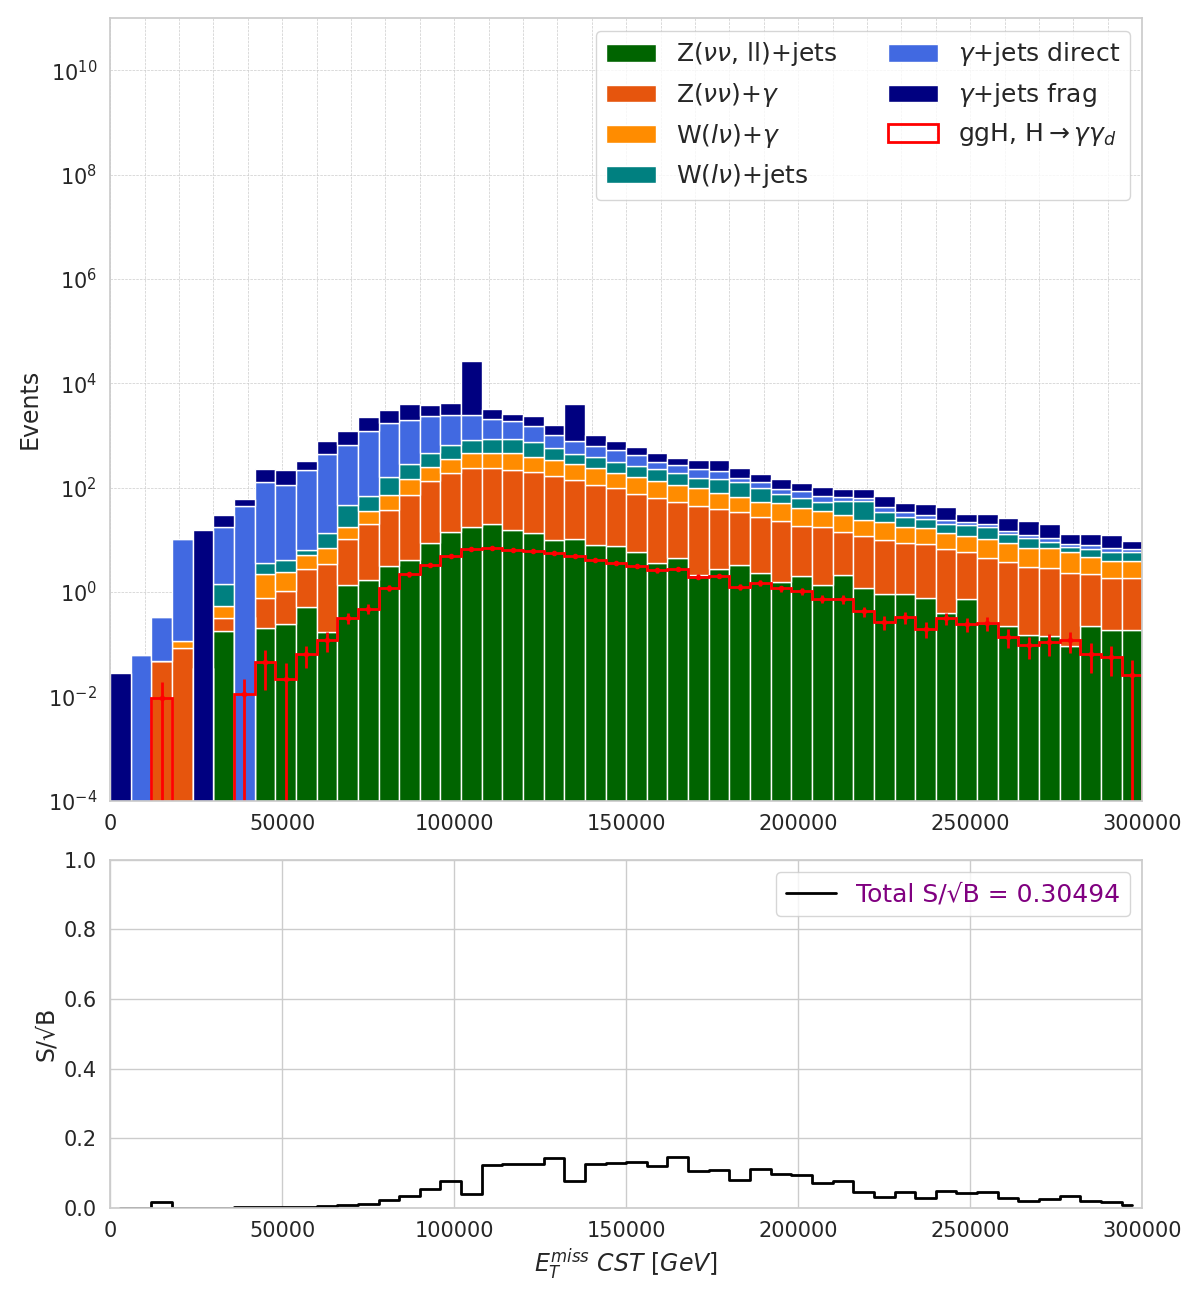 Z(νν, ll)+jets
Z(νν)+γ
W(lν)+γ
W(lν)+jets
γ+jets direct
γ+jets frag
ggH, H→γγ_d
Events
10^10
10^8
10^6
10^4
10^2
10^0
10^−2
10^−4
0 50000 100000 150000 200000 250000 300000
Total S/√B = 0.30494
S/√B
1.0
0.8
0.6
0.4
0.2
0.0
0 50000 100000 150000 200000 250000 300000
E_T^miss CST [GeV]